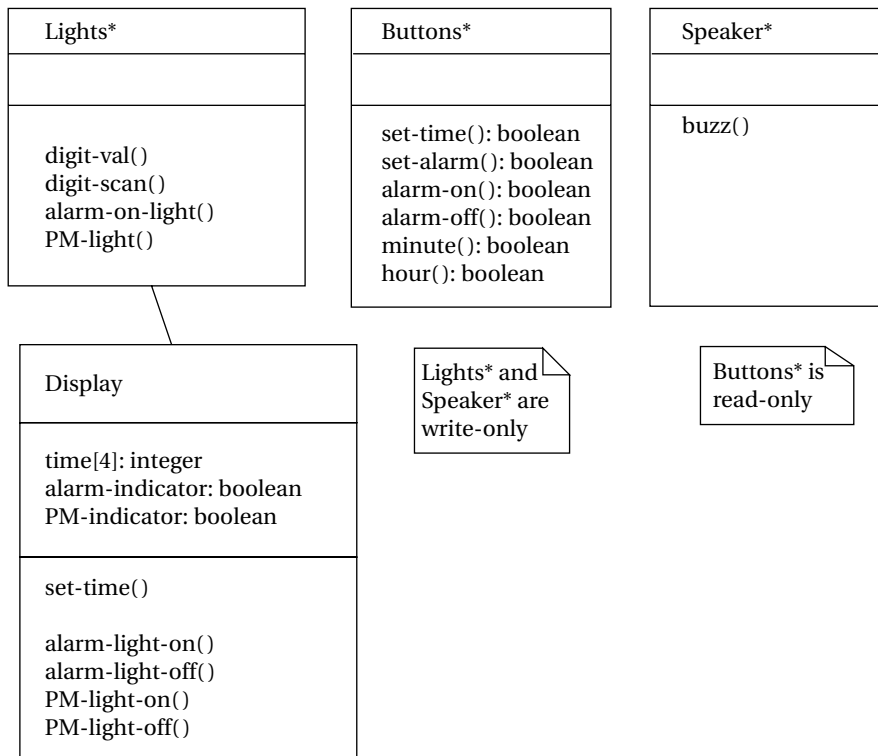 Lights*
digit-val()
digit-scan()
alarm-on-light()
PM-light()
Buttons*
set-time(): boolean
set-alarm(): boolean
alarm-on(): boolean
alarm-off(): boolean
minute(): boolean
hour(): boolean
Speaker*
buzz()
Display
time[4]: integer
alarm-indicator: boolean
PM-indicator: boolean
set-time()
alarm-light-on()
alarm-light-off()
PM-light-on()
PM-light-off()
Lights* and
Speaker* are
write-only
Buttons* is
read-only